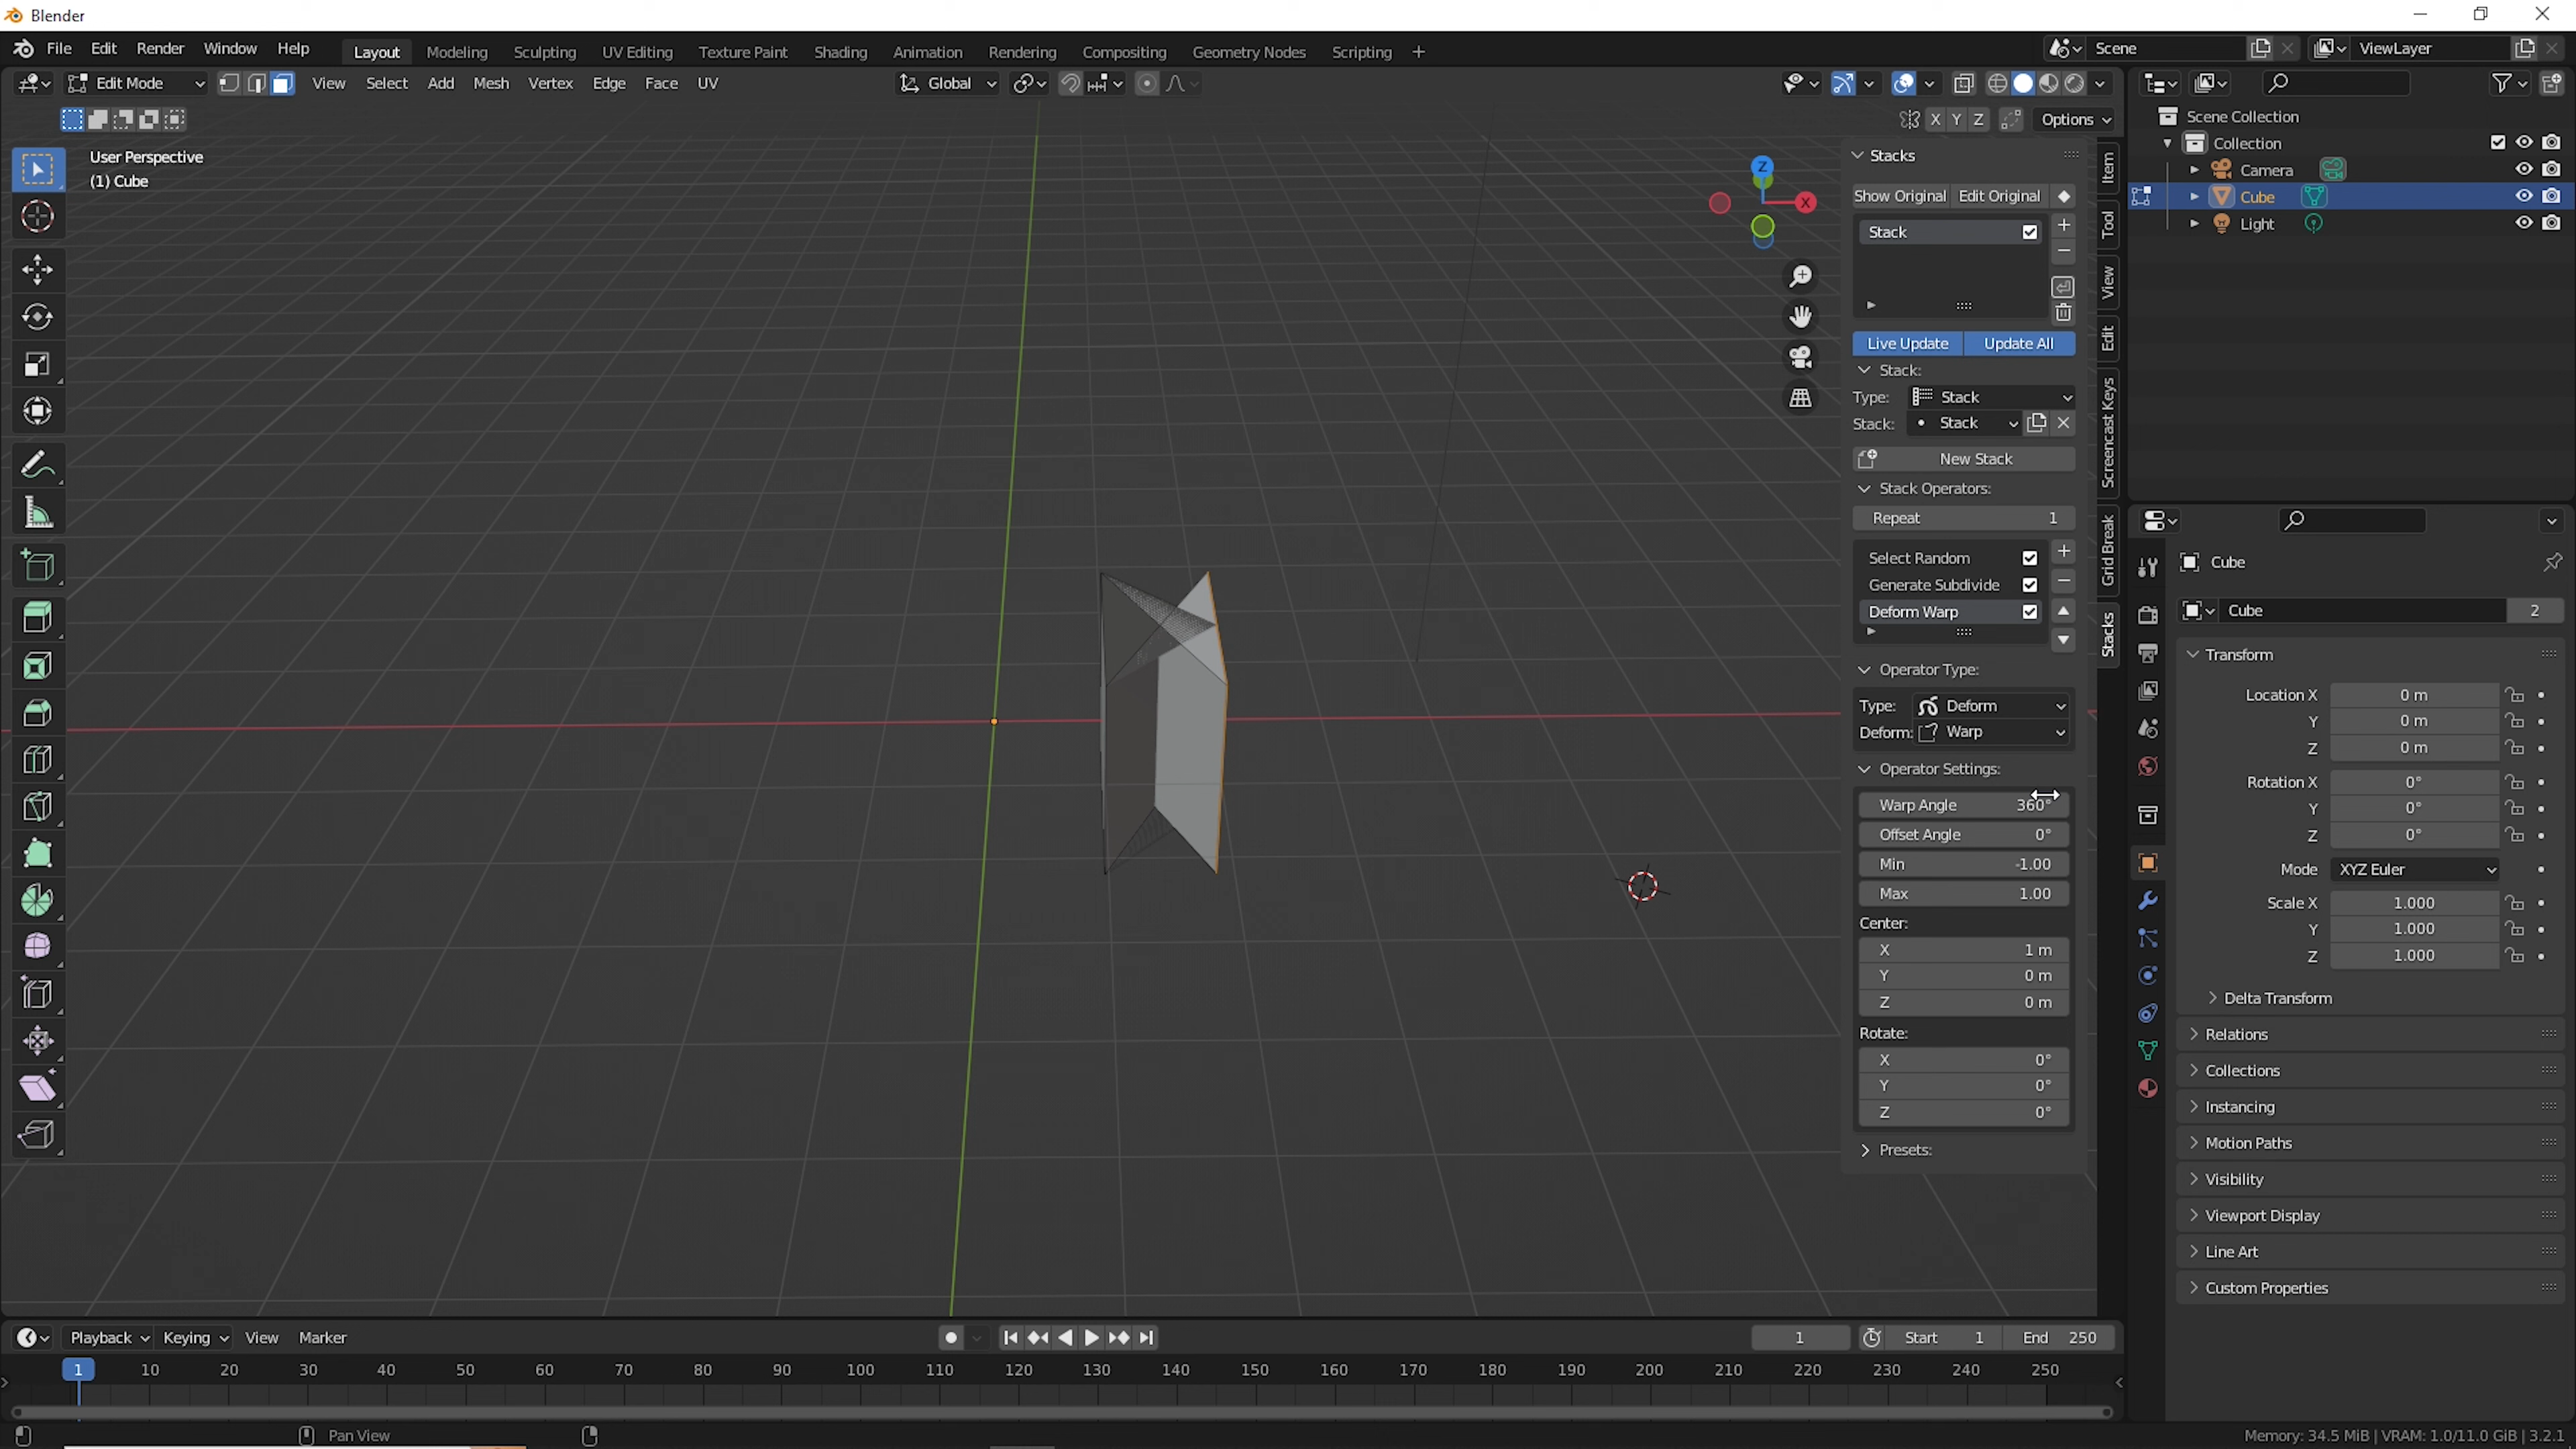 Blender
File Edit Render Window Help Layout Modeling Sculpting UV Editing Texture Paint Shading Animation Rendering Compositing Geometry Nodes Scripting + Scene ViewLayer
Edit Mode View Select Add Mesh Vertex Edge Face UV Global
X Y Z Options
User Perspective
(1) Cube
Z
X
Stacks
Show Original Edit Original
Stack
Live Update Update All
Stack:
Type: Stack
Stack: Stack
New Stack
Stack Operators:
Repeat 1
Select Random
Generate Subdivide
Deform Warp
Operator Type:
Type: Deform
Deform: Warp
Operator Settings:
Warp Angle 360°
Offset Angle 0°
Min -1.00
Max 1.00
Center:
X 1 m
Y 0 m
Z 0 m
Rotate:
X 0°
Y 0°
Z 0°
Presets:
Item
Tool
View
Edit
Screencast Keys
Grid Break
Stacks
Scene Collection
Collection
Camera
Cube
Light
Cube
Cube 2
Transform
Location X 0 m
Y 0 m
Z 0 m
Rotation X 0°
Y 0°
Z 0°
Mode XYZ Euler
Scale X 1.000
Y 1.000
Z 1.000
Delta Transform
Relations
Collections
Instancing
Motion Paths
Visibility
Viewport Display
Line Art
Custom Properties
Playback Keying View Marker 1 Start 1 End 250
1 10 20 30 40 50 60 70 80 90 100 110 120 130 140 150 160 170 180 190 200 210 220 230 240 250
Pan View Memory: 34.5 MiB | VRAM: 1.0/11.0 GiB | 3.2.1